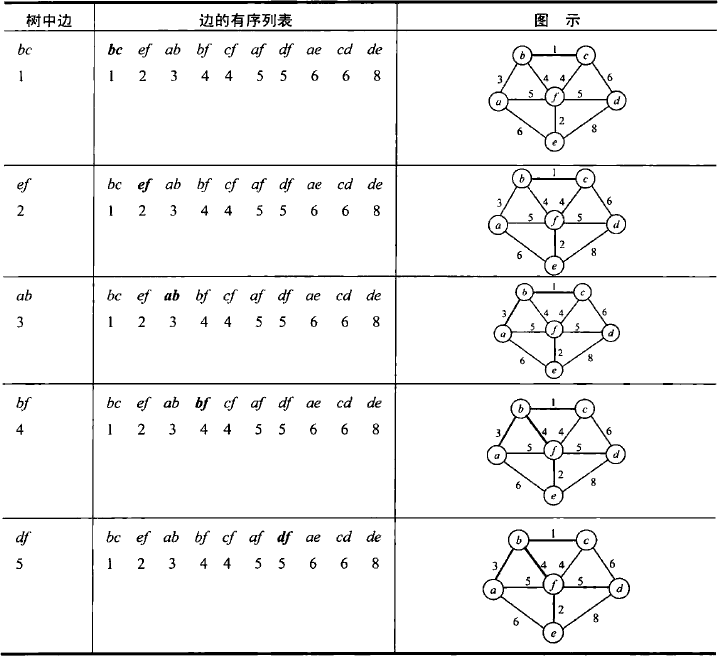 树中边 边的有序列表 图 示
bc bc ef ab bf cf af df ae cd de
1 1 2 3 4 4 5 5 6 6 8
b 1 c
3 4 4 6
a 5 f 5 d
6 2 8
e
ef bc ef ab bf cf af df ae cd de
2 1 2 3 4 4 5 5 6 6 8
b 1 c
3 4 4 6
a 5 f 5 d
6 2 8
e
ab bc ef ab bf cf af df ae cd de
3 1 2 3 4 4 5 5 6 6 8
b 1 c
3 4 4 6
a 5 f 5 d
6 2 8
e
bf bc ef ab bf cf af df ae cd de
4 1 2 3 4 4 5 5 6 6 8
b 1 c
3 4 4 6
a 5 f 5 d
6 2 8
e
df bc ef ab bf cf af df ae cd de
5 1 2 3 4 4 5 5 6 6 8
b 1 c
3 4 4 6
a 5 f 5 d
6 2 8
e